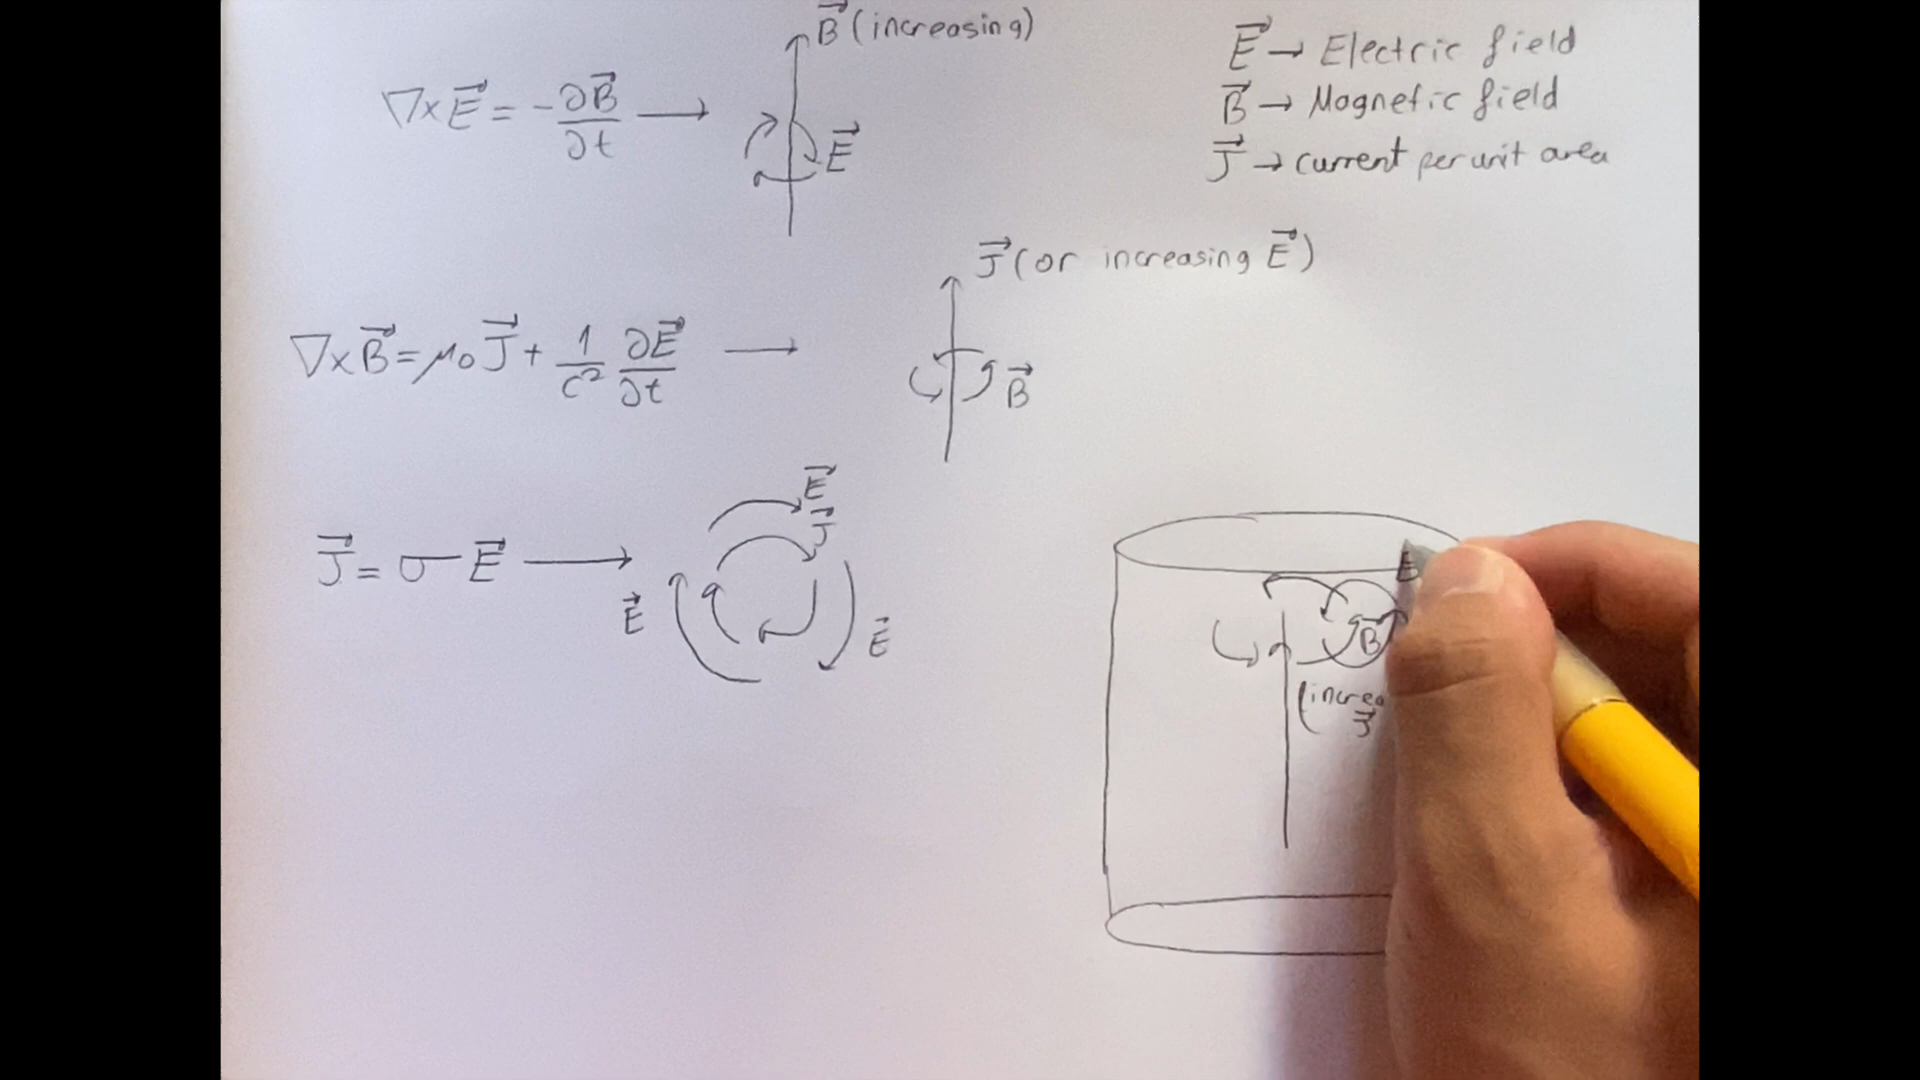 B⃗ (increasing)
∇×E⃗ = -∂B⃗/∂t →
E⃗
E⃗ → Electric field
B⃗ → Magnetic field
J⃗ → current per unit area
J⃗ (or increasing E⃗)
∇×B⃗ = μ₀J⃗ + 1/c² ∂E⃗/∂t →
B⃗
J⃗ = σE⃗ →
E⃗
J⃗
E⃗
E⃗
E
B⃗
J⃗